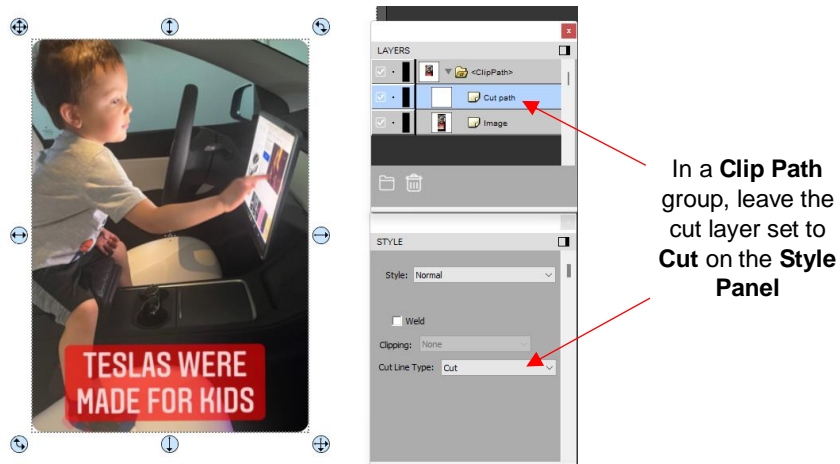 TESLAS WERE
MADE FOR KIDS
x
LAYERS
<ClipPath>
Cut path
Image
STYLE
Style: Normal
Weld
Clipping: None
Cut Line Type: Cut
In a Clip Path
group, leave the
cut layer set to
Cut on the Style
Panel